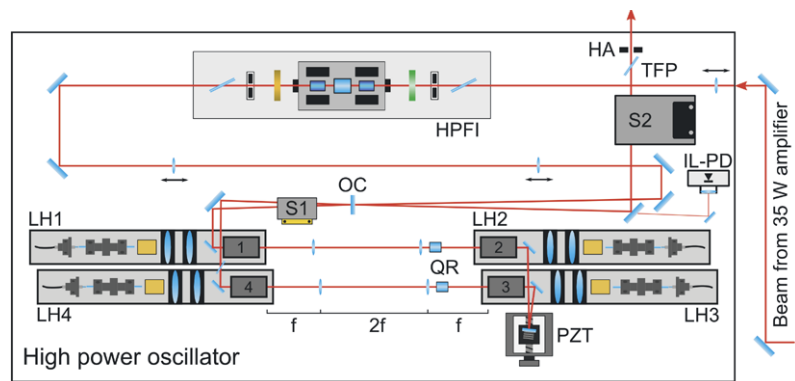 HA
TFP
HPFI
S2
IL-PD
OC
S1
LH1
LH2
1
2
QR
4
3
LH4
LH3
f
2f
f
PZT
High power oscillator
Beam from 35 W amplifier